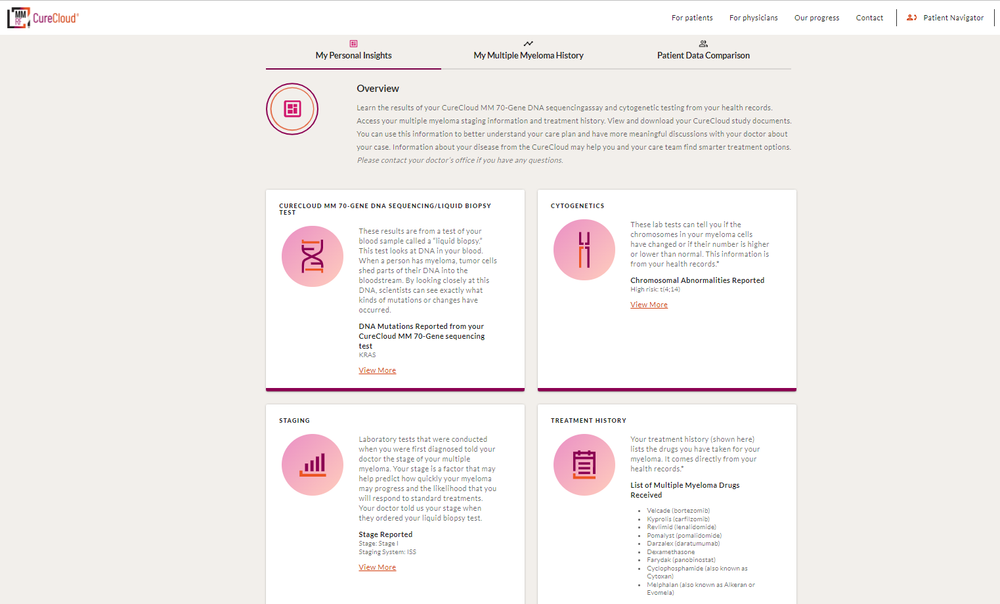 MM
RF
CureCloud®
For patients
For physicians
Our progress
Contact
Patient Navigator
My Personal Insights
My Multiple Myeloma History
Patient Data Comparison
Overview
Learn the results of your CureCloud MM 70-Gene DNA sequencingassay and cytogenetic testing from your health records.
Access your multiple myeloma staging information and treatment history. View and download your CureCloud study documents.
You can use this information to better understand your care plan and have more meaningful discussions with your doctor about
your case. Information about your disease from the CureCloud may help you and your care team find smarter treatment options.
Please contact your doctor's office if you have any questions.
CURECLOUD MM 70-GENE DNA SEQUENCING/LIQUID BIOPSY
TEST
These results are from a test of your
blood sample called a “liquid biopsy.”
This test looks at DNA in your blood.
When a person has myeloma, tumor cells
shed parts of their DNA into the
bloodstream. By looking closely at this
DNA, scientists can see exactly what
kinds of mutations or changes have
occurred.
DNA Mutations Reported from your
CureCloud MM 70-Gene sequencing
test
KRAS
View More
CYTOGENETICS
These lab tests can tell you if the
chromosomes in your myeloma cells
have changed or if their number is higher
or lower than normal. This information is
from your health records.*
Chromosomal Abnormalities Reported
High risk: t(4;14)
View More
STAGING
Laboratory tests that were conducted
when you were first diagnosed told your
doctor the stage of your multiple
myeloma. Your stage is a factor that may
help predict how quickly your myeloma
may progress and the likelihood that you
will respond to standard treatments.
Your doctor told us your stage when
they ordered your liquid biopsy test.
Stage Reported
Stage: Stage I
Staging System: ISS
View More
TREATMENT HISTORY
Your treatment history (shown here)
lists the drugs you have taken for your
myeloma. It comes directly from your
health records.*
List of Multiple Myeloma Drugs
Received
• Velcade (bortezomib)
• Kyprolis (carfilzomib)
• Revlimid (lenalidomide)
• Pomalyst (pomalidomide)
• Darzalex (daratumumab)
• Dexamethasone
• Farydak (panobinostat)
• Cyclophosphamide (also known as
Cytoxan)
• Melphalan (also known as Alkeran or
Evomela)